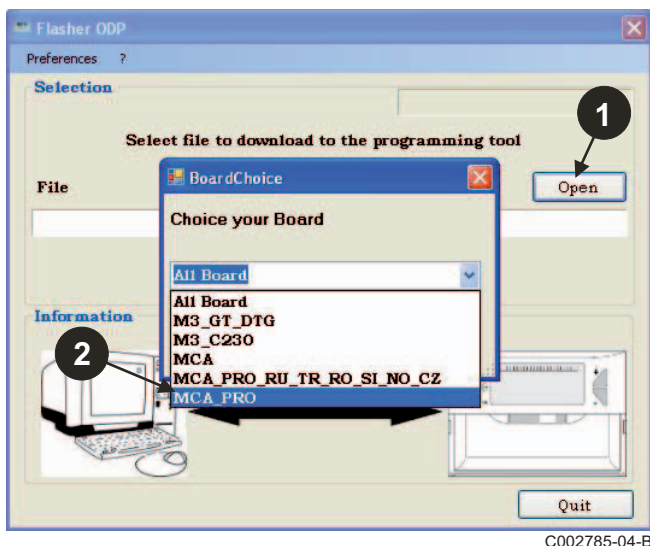 Flasher ODP
Preferences ?
Selection
1
Select file to download to the programming tool
File
Open
BoardChoice
Choice your Board
All Board
All Board
M3_GT_DTG
M3_C230
MCA
MCA_PRO_RU_TR_RO_SI_NO_CZ
MCA_PRO
Information
2
Quit
C002785-04-B